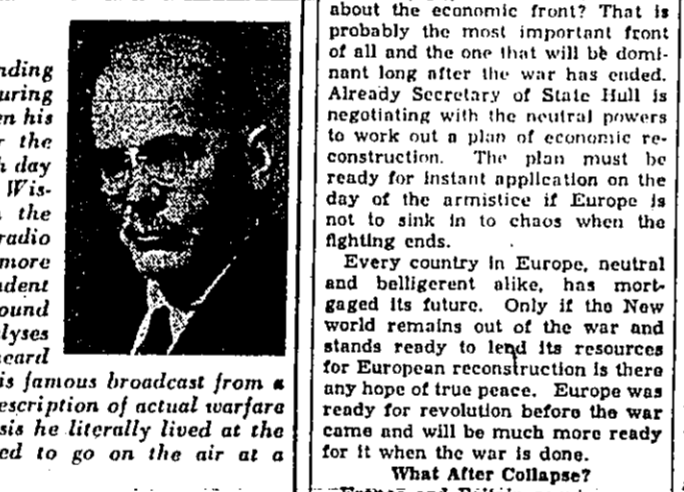 nding
uring
en his
r the
h day
Wis-
the
radio
more
ndent
ound
lyses
eard
is famous broadcast from a
escription of actual warfare
sis he literally lived at the
ed to go on the air at a
about the economic front? That is
probably the most important front
of all and the one that will be domi-
nant long after the war has ended.
Already Secretary of State Hull is
negotiating with the neutral powers
to work out a plan of economic re-
construction. The plan must be
ready for instant application on the
day of the armistice if Europe is
not to sink in to chaos when the
fighting ends.
Every country in Europe, neutral
and belligerent alike, has mort-
gaged its future. Only if the New
world remains out of the war and
stands ready to lend its resources
for European reconstruction is there
any hope of true peace. Europe was
ready for revolution before the war
came and will be much more ready
for it when the war is done.
What After Collapse?